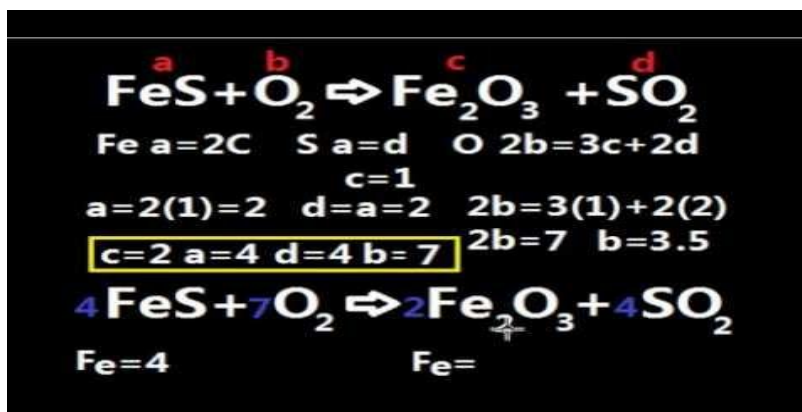 a b c d
FeS+O₂⇨Fe₂O₃ +SO₂
Fe a=2C S a=d O 2b=3c+2d
c=1
a=2(1)=2 d=a=2 2b=3(1)+2(2)
c=2 a=4 d=4 b= 7 2b=7 b=3.5
4FeS+7O₂⇨2Fe₂O₃+4SO₂
Fe=4 Fe=